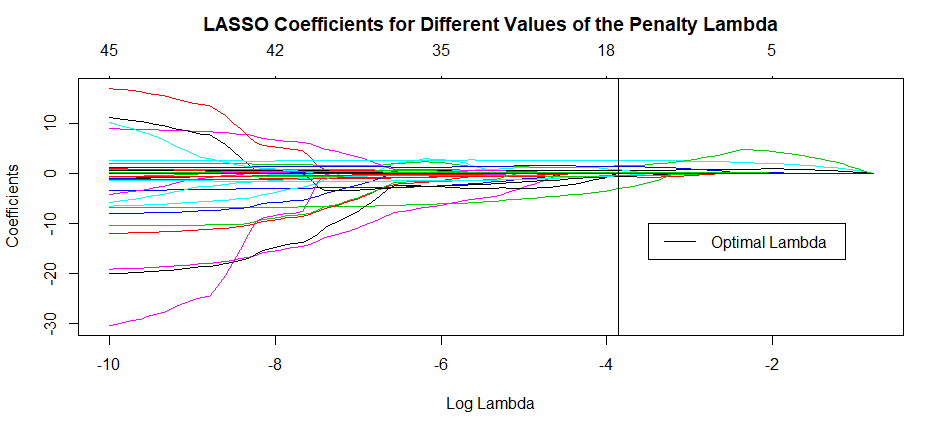 LASSO Coefficients for Different Values of the Penalty Lambda
45 42 35 18 5
10
0
-10
-20
-30
Coefficients
Optimal Lambda
-10 -8 -6 -4 -2
Log Lambda